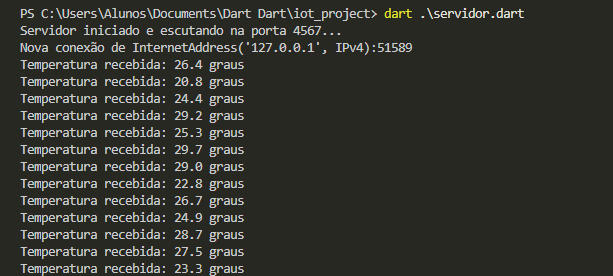 PS C:\Users\Alunos\Documents\Dart Dart\iot_project> dart .\servidor.dart
Servidor iniciado e escutando na porta 4567...
Nova conexão de InternetAddress('127.0.0.1', IPv4):51589
Temperatura recebida: 26.4 graus
Temperatura recebida: 20.8 graus
Temperatura recebida: 24.4 graus
Temperatura recebida: 29.2 graus
Temperatura recebida: 25.3 graus
Temperatura recebida: 29.7 graus
Temperatura recebida: 29.0 graus
Temperatura recebida: 22.8 graus
Temperatura recebida: 26.7 graus
Temperatura recebida: 24.9 graus
Temperatura recebida: 28.7 graus
Temperatura recebida: 27.5 graus
Temperatura recebida: 23.3 graus